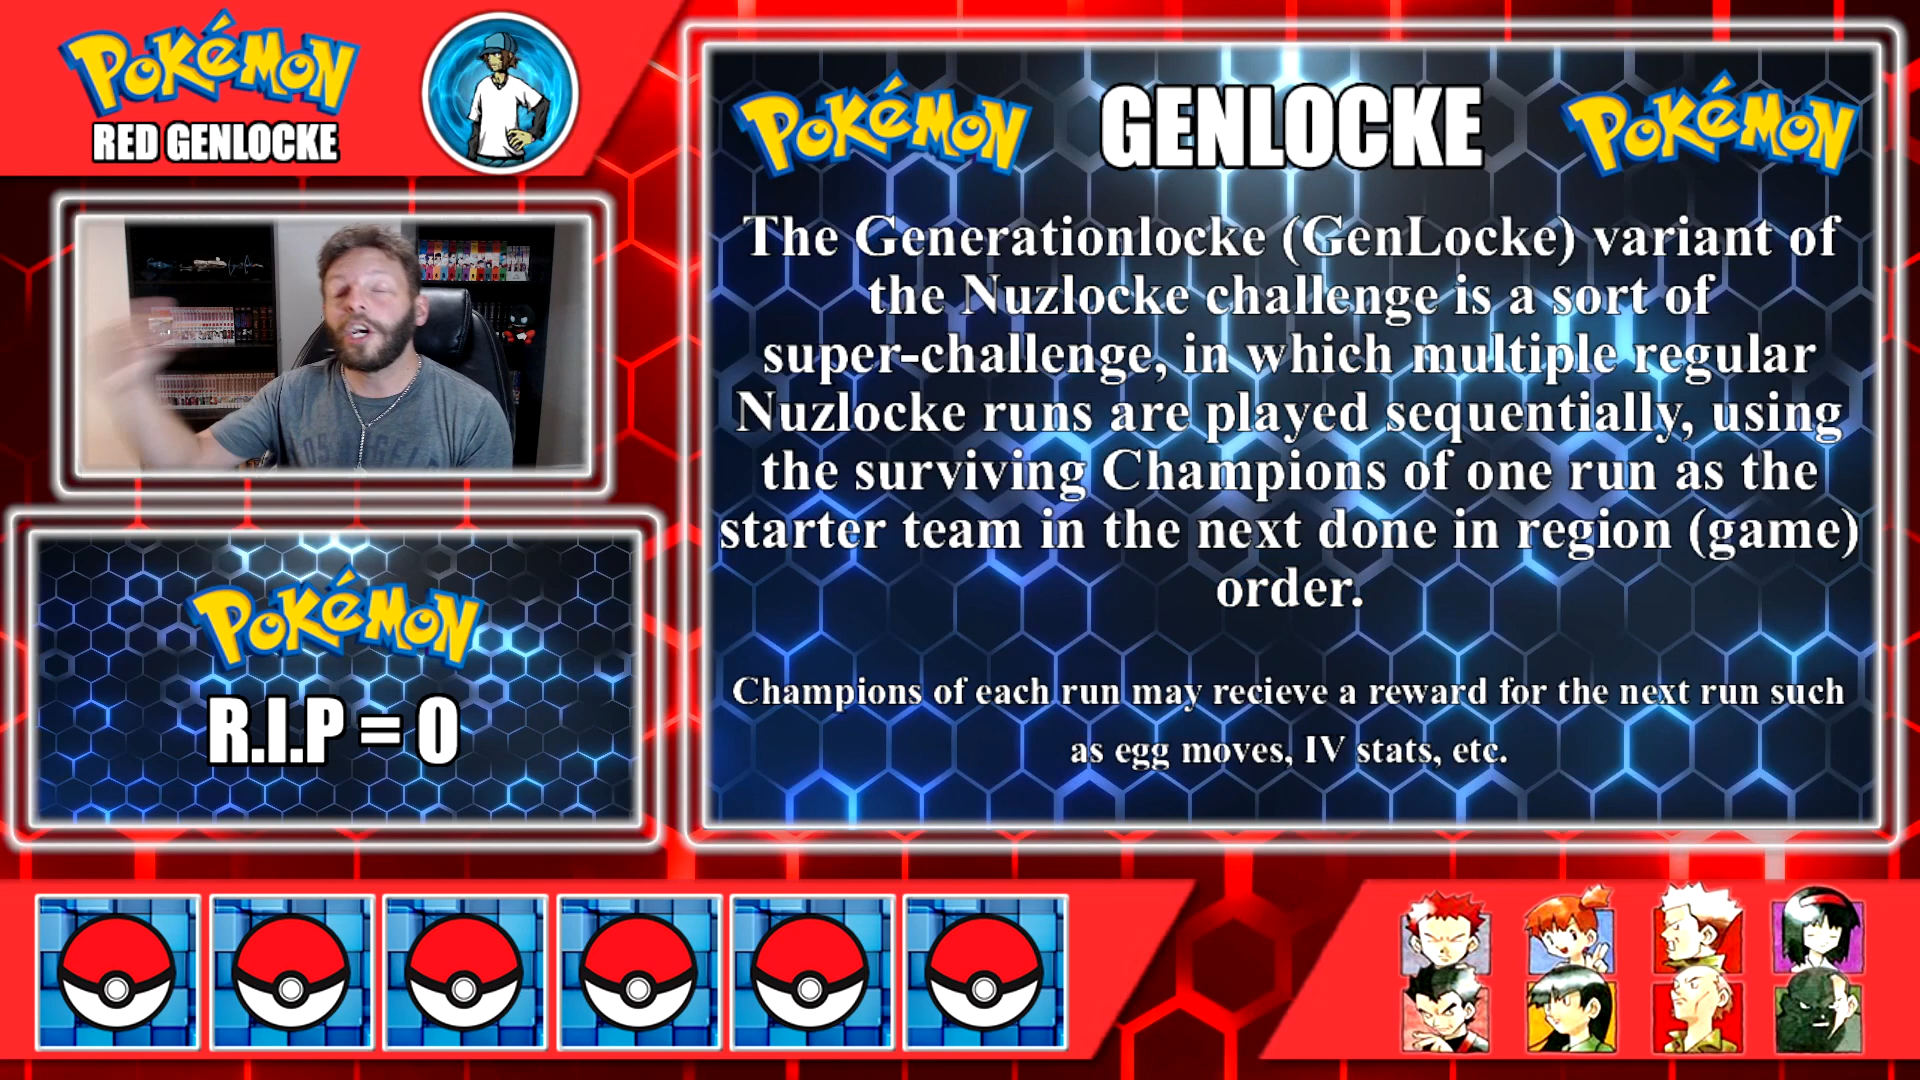 POKéMON
RED GENLOCKE
POKéMON GENLOCKE POKéMON
The Generationlocke (GenLocke) variant of
the Nuzlocke challenge is a sort of
super-challenge, in which multiple regular
Nuzlocke runs are played sequentially, using
the surviving Champions of one run as the
starter team in the next done in region (game)
order.
Champions of each run may recieve a reward for the next run such
as egg moves, IV stats, etc.
LOS ANGEL
POKéMON
R.I.P = 0